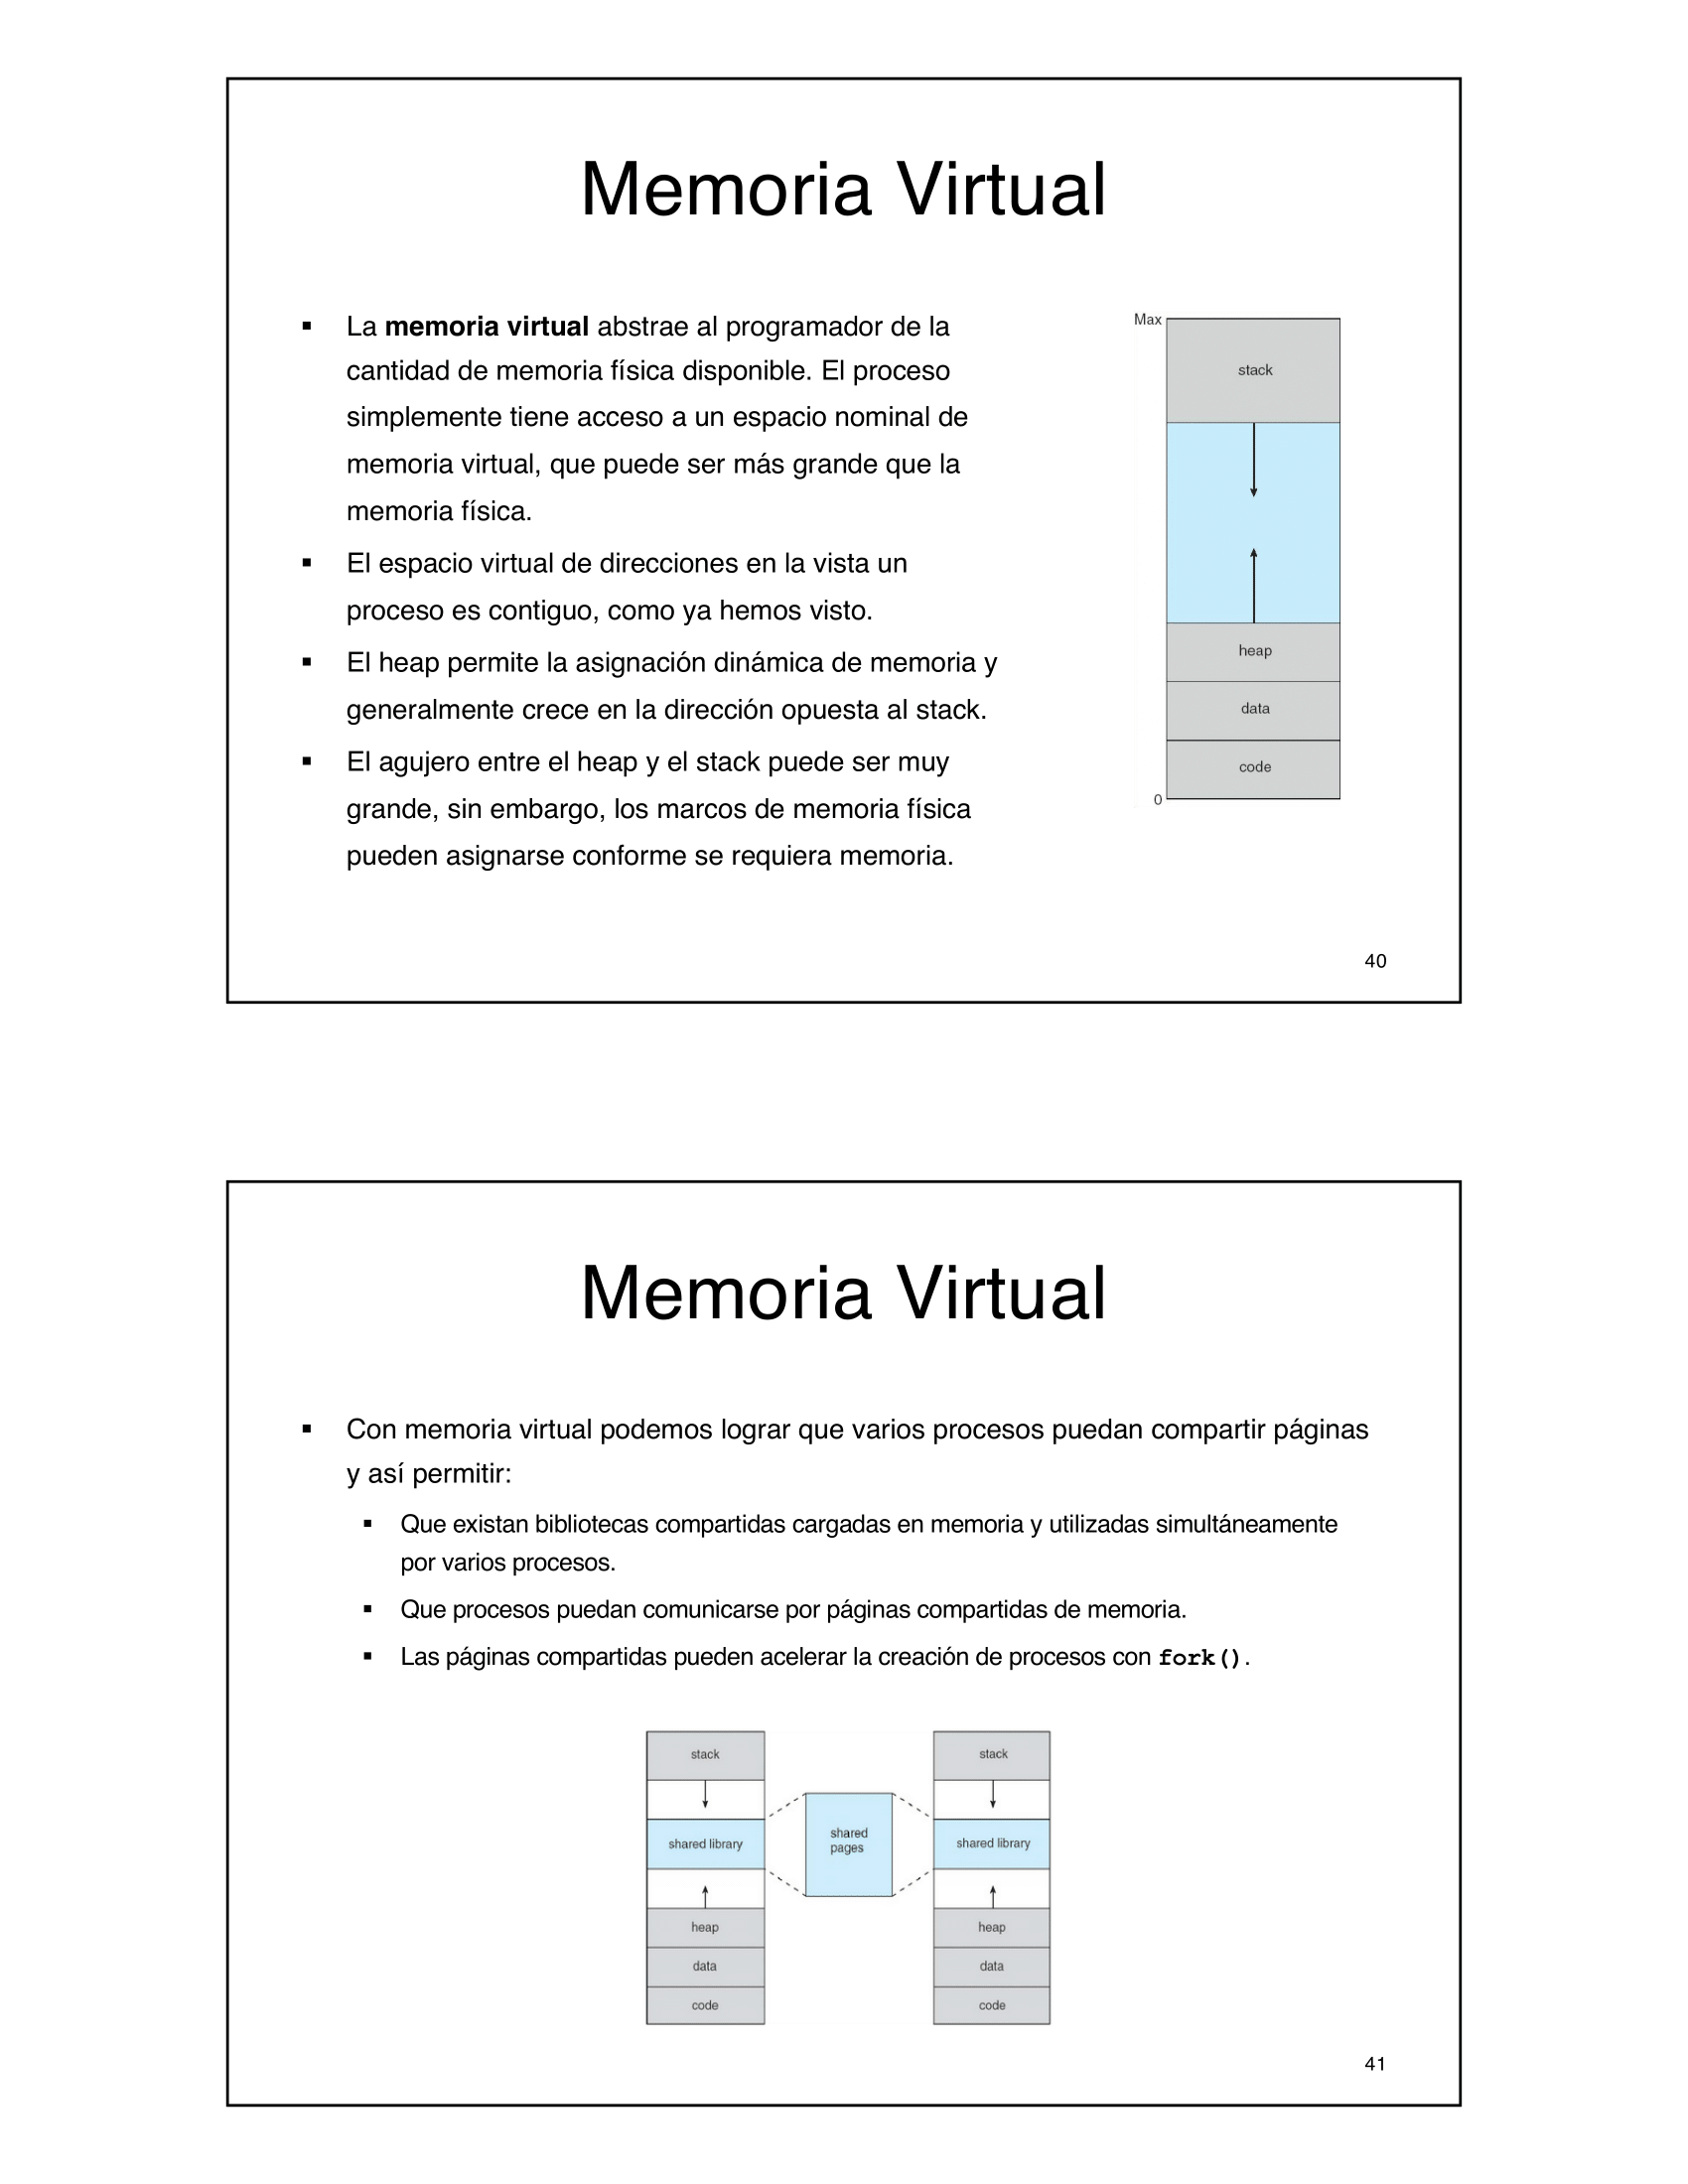 Memoria Virtual
▪ La memoria virtual abstrae al programador de la
cantidad de memoria física disponible. El proceso
simplemente tiene acceso a un espacio nominal de
memoria virtual, que puede ser más grande que la
memoria física.
▪ El espacio virtual de direcciones en la vista un
proceso es contiguo, como ya hemos visto.
▪ El heap permite la asignación dinámica de memoria y
generalmente crece en la dirección opuesta al stack.
▪ El agujero entre el heap y el stack puede ser muy
grande, sin embargo, los marcos de memoria física
pueden asignarse conforme se requiera memoria.
Max
stack
heap
data
code
0
40
Memoria Virtual
▪ Con memoria virtual podemos lograr que varios procesos puedan compartir páginas
y así permitir:
▪ Que existan bibliotecas compartidas cargadas en memoria y utilizadas simultáneamente
por varios procesos.
▪ Que procesos puedan comunicarse por páginas compartidas de memoria.
▪ Las páginas compartidas pueden acelerar la creación de procesos con fork().
stack
shared library
heap
data
code
shared
pages
stack
shared library
heap
data
code
41